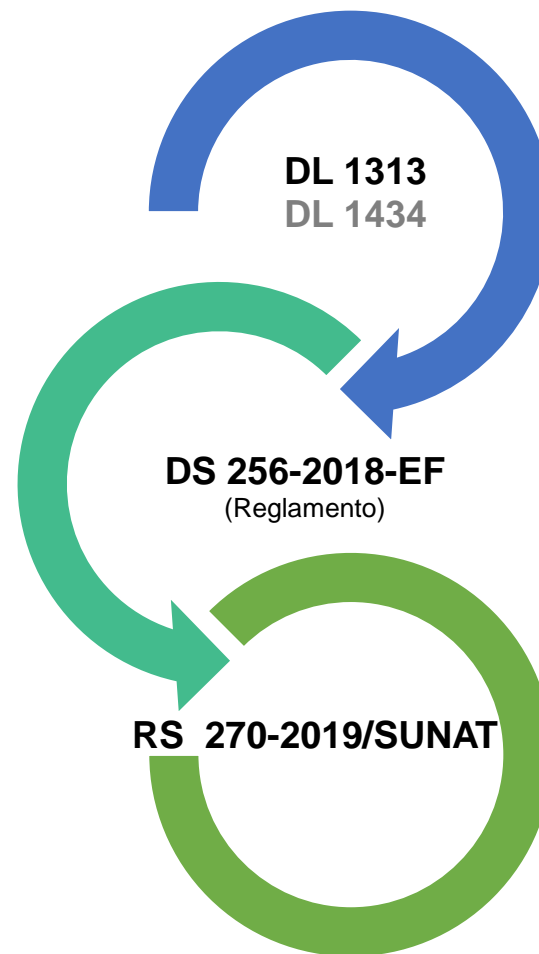 DL 1313
DL 1434
DS 256-2018-EF
(Reglamento)
RS 270-2019/SUNAT